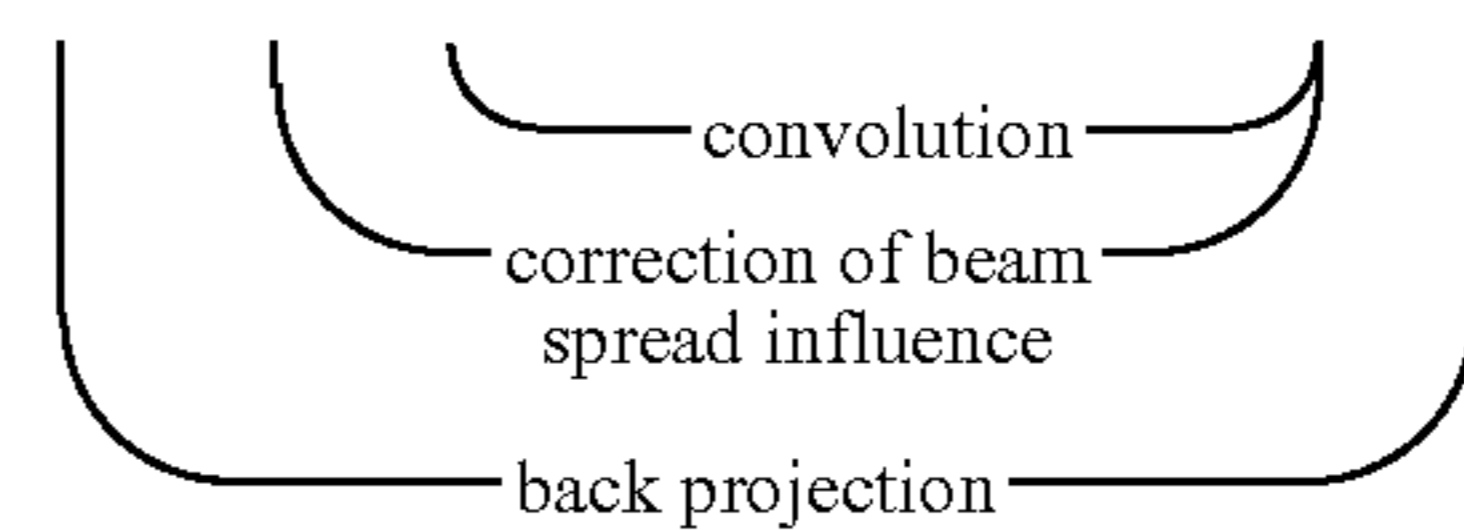 convolution
correction of beam
spread influence
back projection